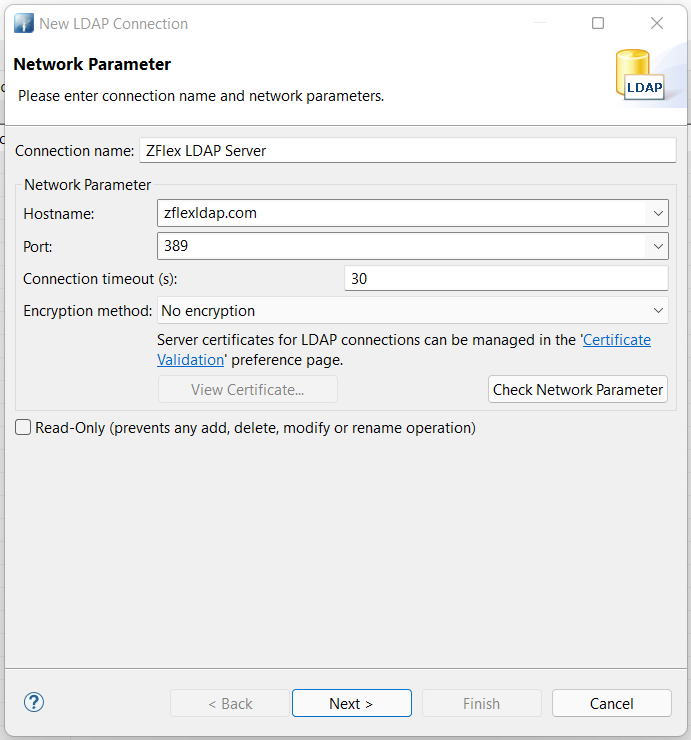 New LDAP Connection
Network Parameter
Please enter connection name and network parameters.
LDAP
Connection name: ZFlex LDAP Server
Network Parameter
Hostname: zflexldap.com
Port: 389
Connection timeout (s): 30
Encryption method: No encryption
Server certificates for LDAP connections can be managed in the 'Certificate
Validation' preference page.
View Certificate... Check Network Parameter
Read-Only (prevents any add, delete, modify or rename operation)
? < Back Next > Finish Cancel